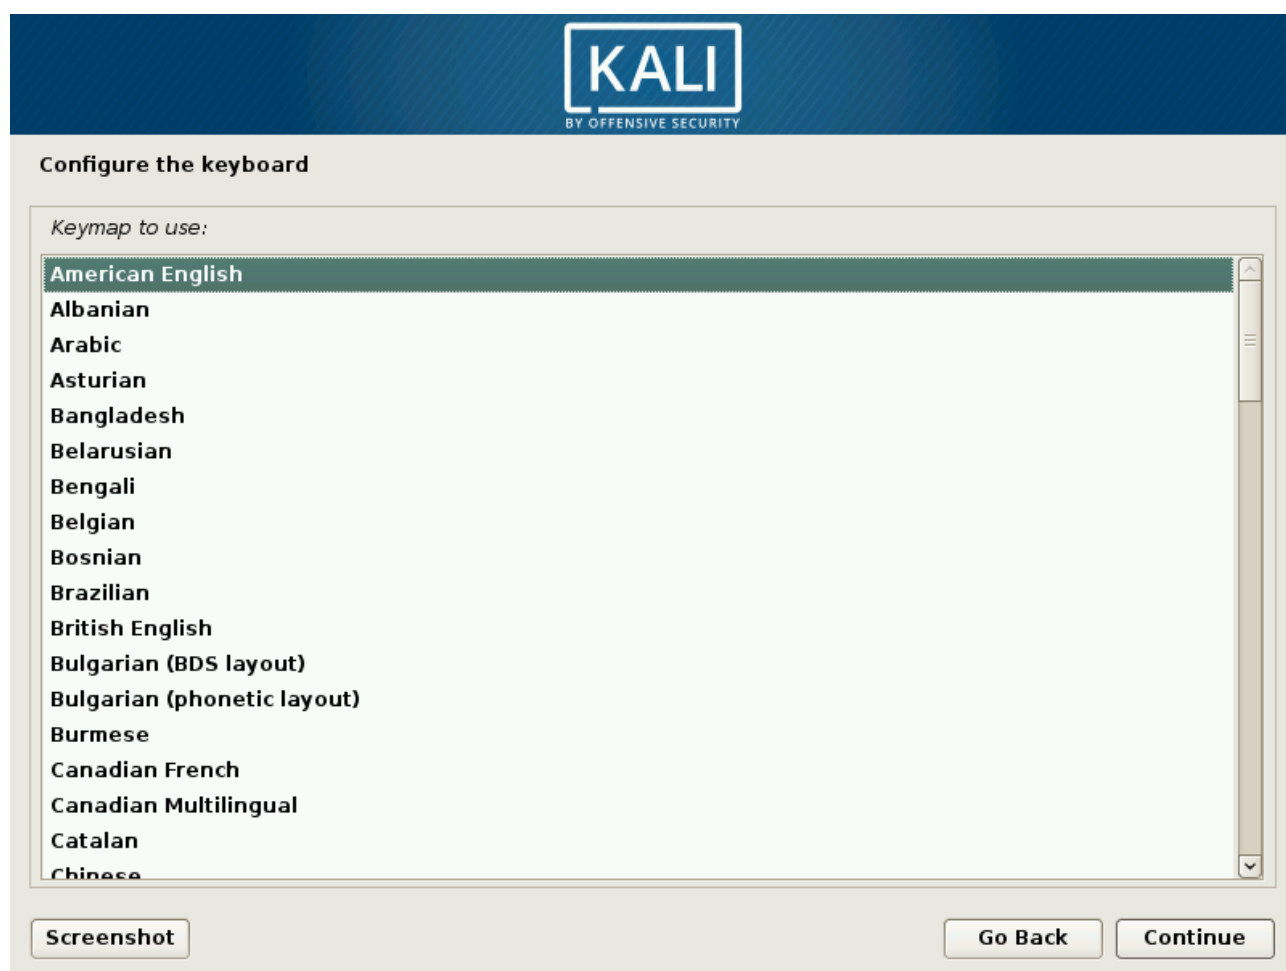 KALI
BY OFFENSIVE SECURITY
Configure the keyboard
Keymap to use:
American English
Albanian
Arabic
Asturian
Bangladesh
Belarusian
Bengali
Belgian
Bosnian
Brazilian
British English
Bulgarian (BDS layout)
Bulgarian (phonetic layout)
Burmese
Canadian French
Canadian Multilingual
Catalan
Chinese
Screenshot
Go Back
Continue